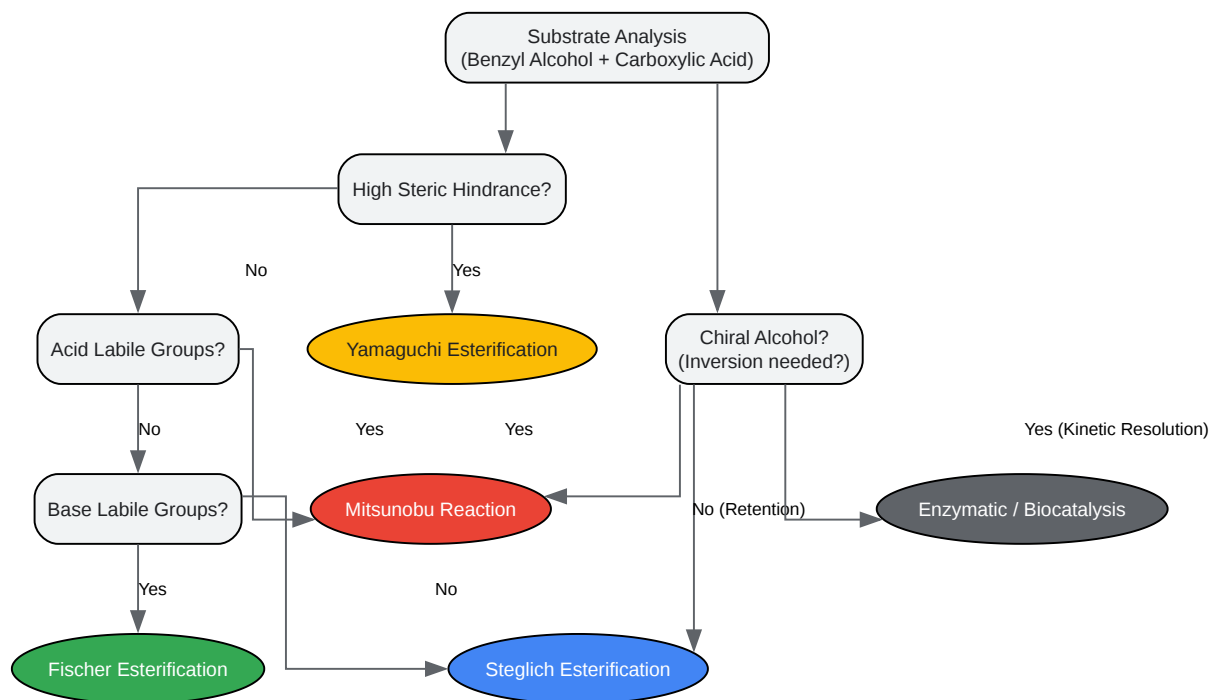 Substrate Analysis
(Benzyl Alcohol + Carboxylic Acid)
High Steric Hindrance?
No
Yes
Acid Labile Groups?
Yamaguchi Esterification
Chiral Alcohol?
(Inversion needed?)
No
Yes
Yes
Yes (Kinetic Resolution)
Base Labile Groups?
Mitsunobu Reaction
No (Retention)
Enzymatic / Biocatalysis
Yes
No
Fischer Esterification
Steglich Esterification